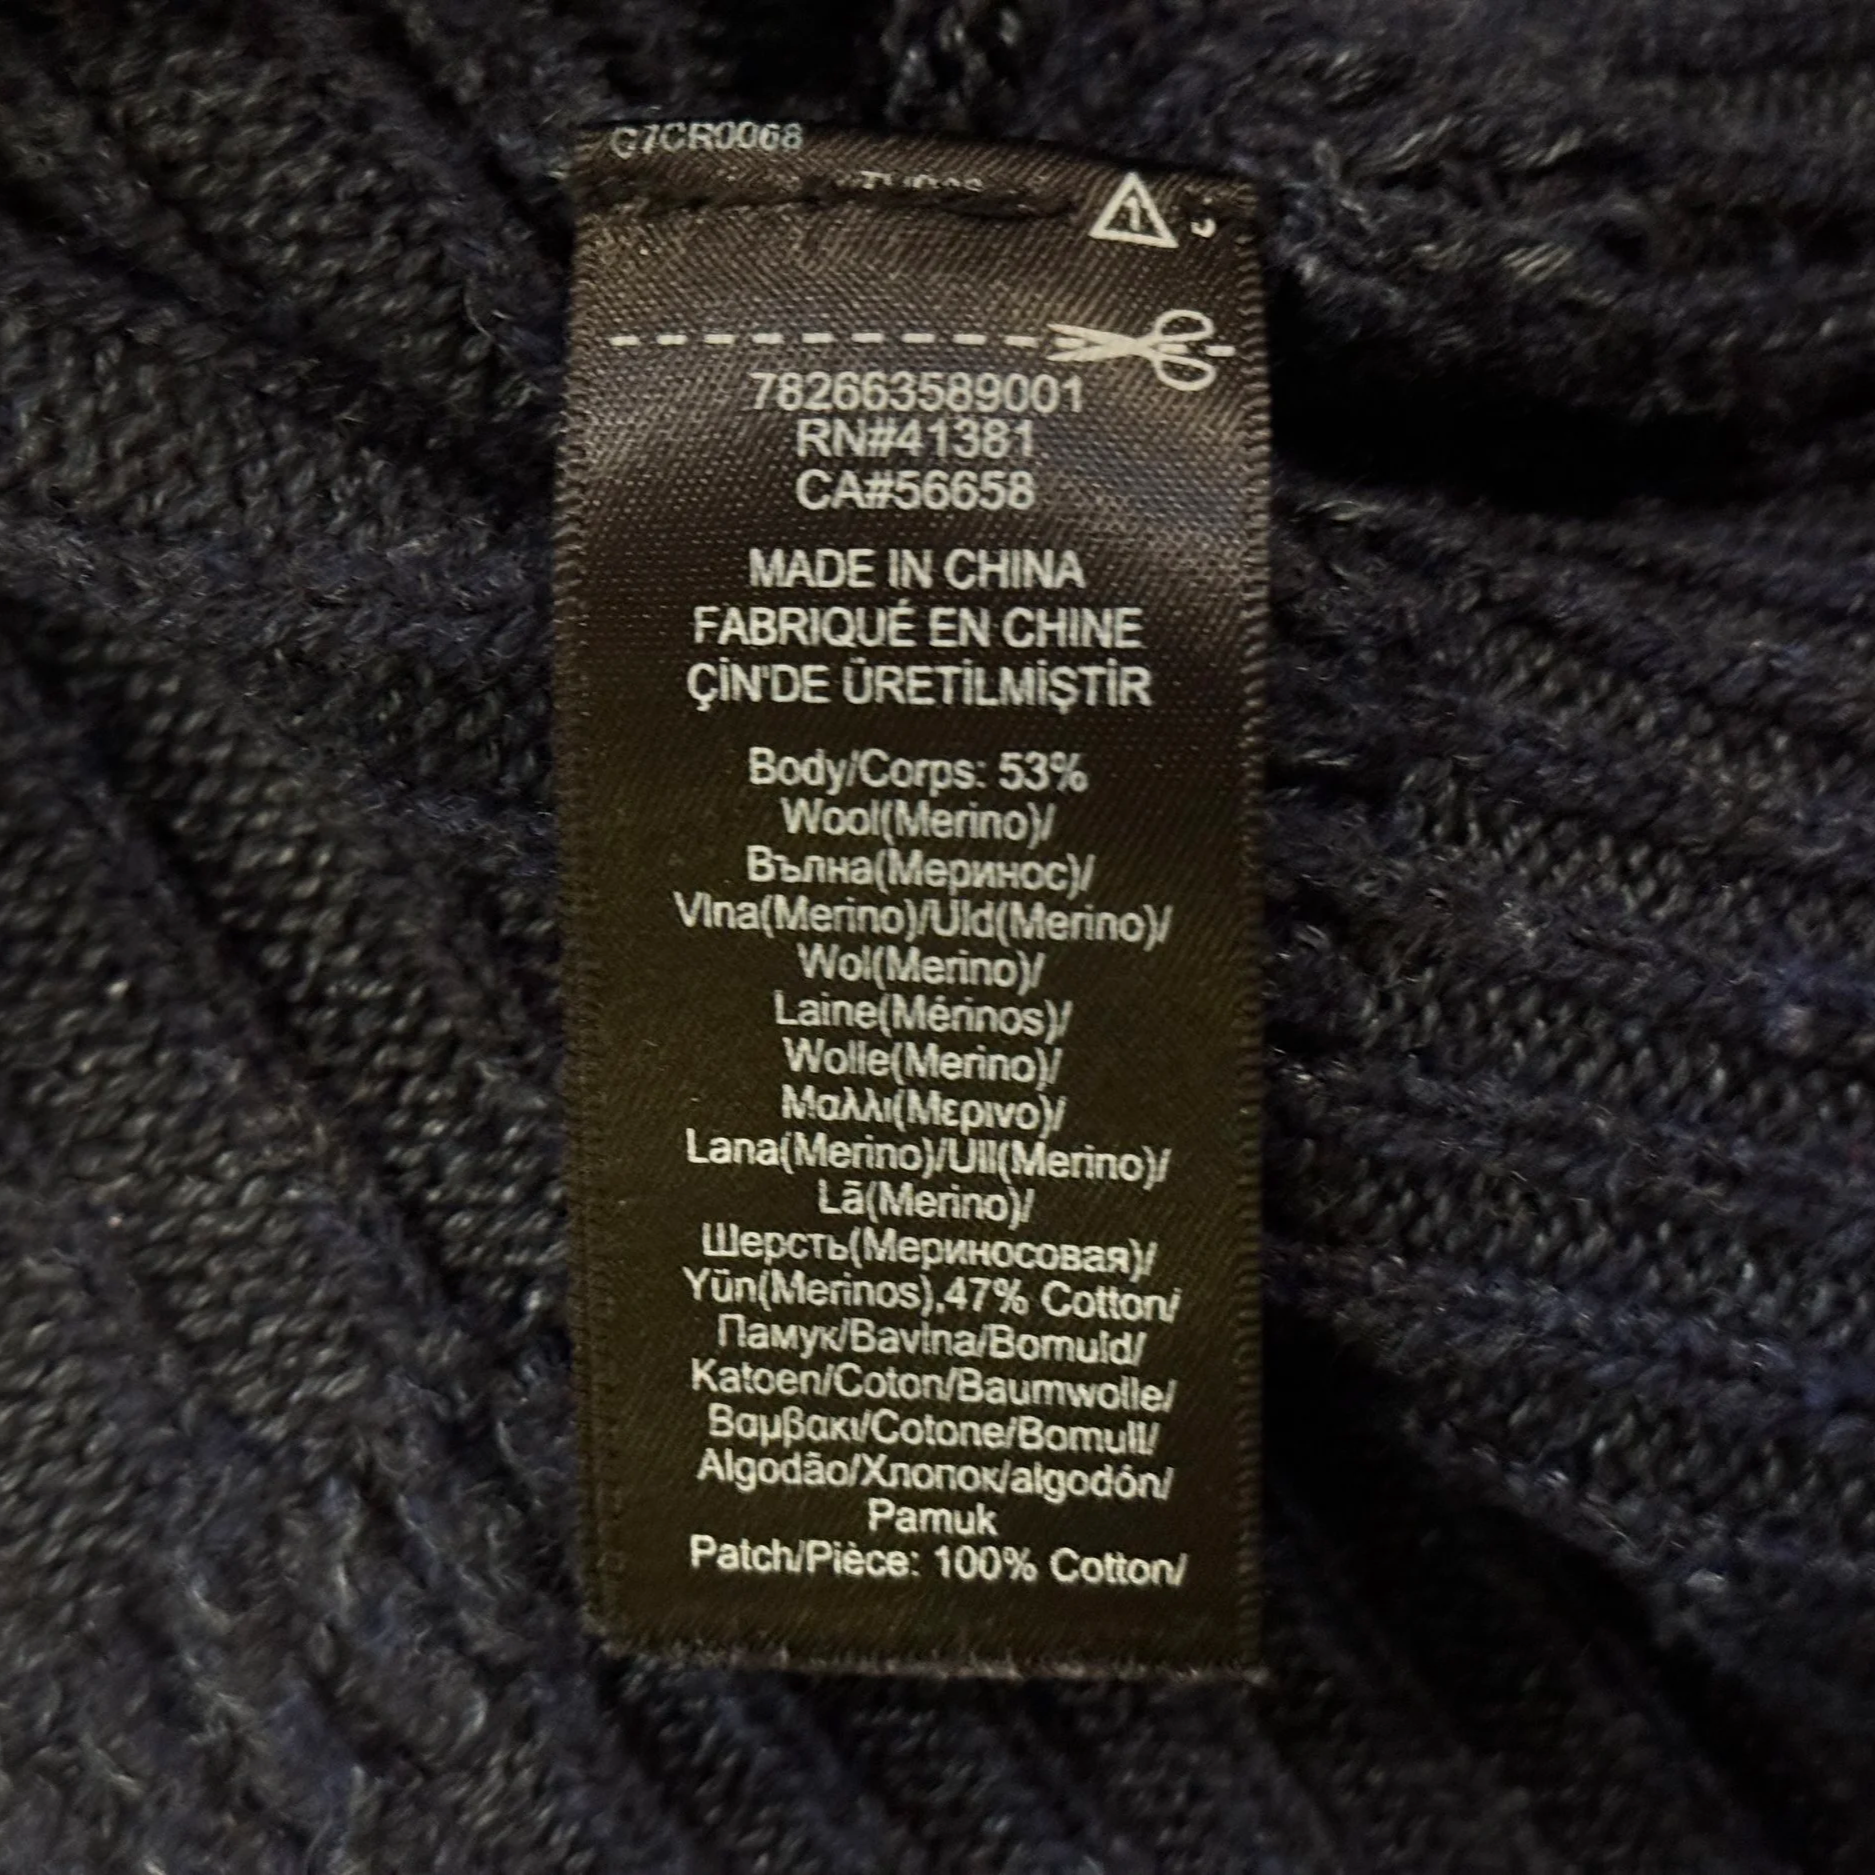 G7CR0068
1
782663589001
RN#41381
CA#56658
MADE IN CHINA
FABRIQUÉ EN CHINE
ÇİN'DE ÜRETİLMİŞTİR
Body/Corps: 53%
Wool(Merino)/
Вълна(Меринос)/
Vlna(Merino)/Uld(Merino)/
Wol(Merino)/
Laine(Mérinos)/
Wolle(Merino)/
Μαλλι(Μερινο)/
Lana(Merino)/Ull(Merino)/
Lã(Merino)/
Шерсть(Мериносовая)/
Yün(Merinos),47% Cotton/
Памук/Bavlna/Bomuld/
Katoen/Coton/Baumwolle/
Βαμβακι/Cotone/Bomull/
Algodão/Хлопок/algodón/
Pamuk
Patch/Pièce: 100% Cotton/